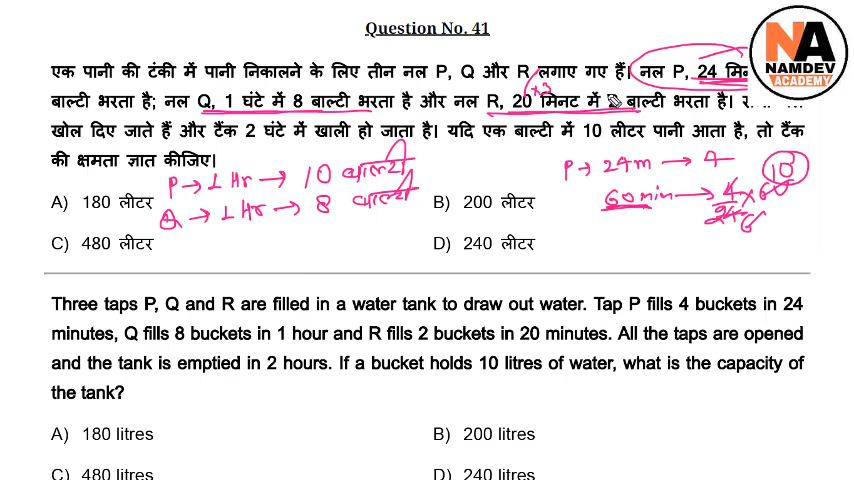 Question No. 41
NA
NAMDEV
ACADEMY
एक पानी की टंकी में पानी निकालने के लिए तीन नल P, Q और R लगाए गए हैं। नल P, 24
बाल्टी भरता है; नल Q, 1 घंटे में 8 बाल्टी भरता है और नल R, 20 मिनट में बाल्टी भरता है।
×3
खोल दिए जाते हैं और टैंक 2 घंटे में खाली हो जाता है। यदि एक बाल्टी में 10 लीटर पानी आता है, तो टैंक
की क्षमता ज्ञात कीजिए।
P → 1 Hr → 10 बाल्टी
P → 24 m → 4
10
A) 180 लीटर
B) 200 लीटर
Q → 1 Hr → 8 बाल्टी
60 min → 4 × 60
24
6
C) 480 लीटर
D) 240 लीटर
Three taps P, Q and R are filled in a water tank to draw out water. Tap P fills 4 buckets in 24
minutes, Q fills 8 buckets in 1 hour and R fills 2 buckets in 20 minutes. All the taps are opened
and the tank is emptied in 2 hours. If a bucket holds 10 litres of water, what is the capacity of
the tank?
A) 180 litres
B) 200 litres
C) 480 litres
D) 240 litres